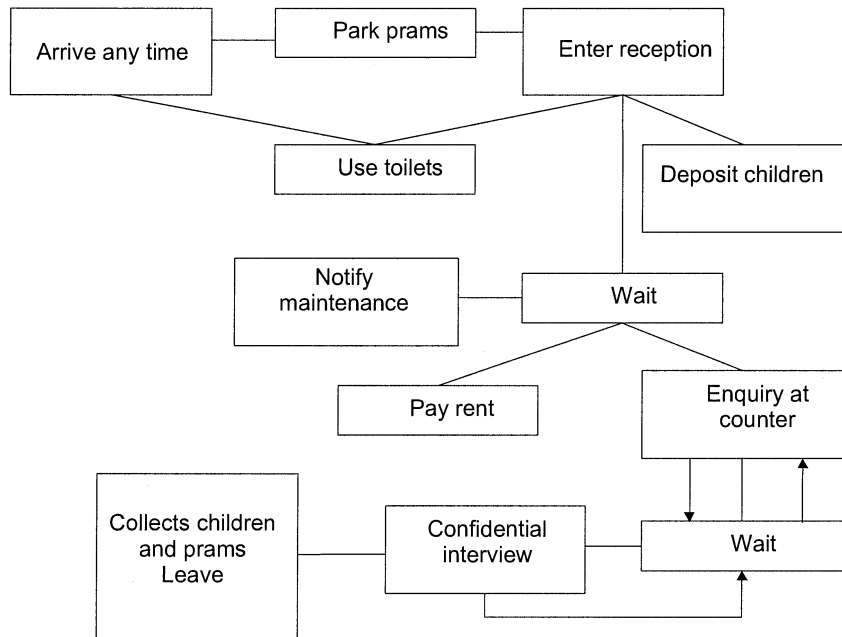 Arrive any time
Park prams
Enter reception
Use toilets
Deposit children
Notify
maintenance
Wait
Pay rent
Enquiry at
counter
Collects children
and prams
Leave
Confidential
interview
Wait